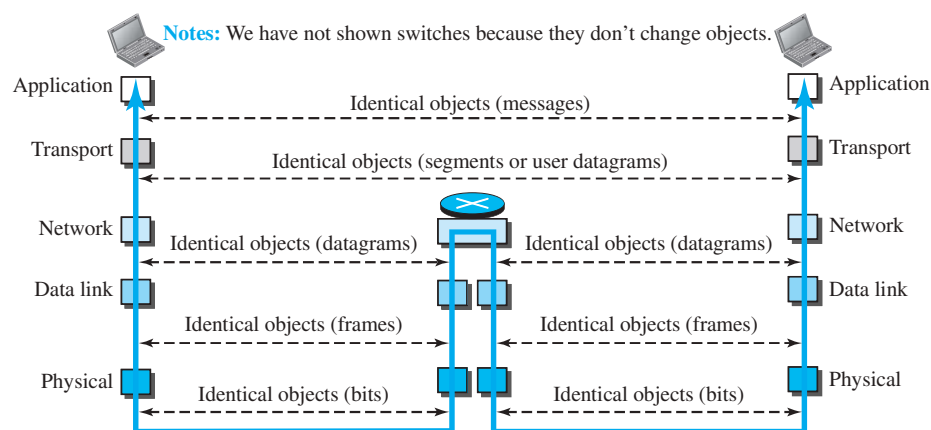 Notes: We have not shown switches because they don’t change objects.
Application
Application
Identical objects (messages)
Transport
Transport
Identical objects (segments or user datagrams)
Network
Network
Identical objects (datagrams)
Identical objects (datagrams)
Data link
Data link
Identical objects (frames)
Identical objects (frames)
Physical
Physical
Identical objects (bits)
Identical objects (bits)